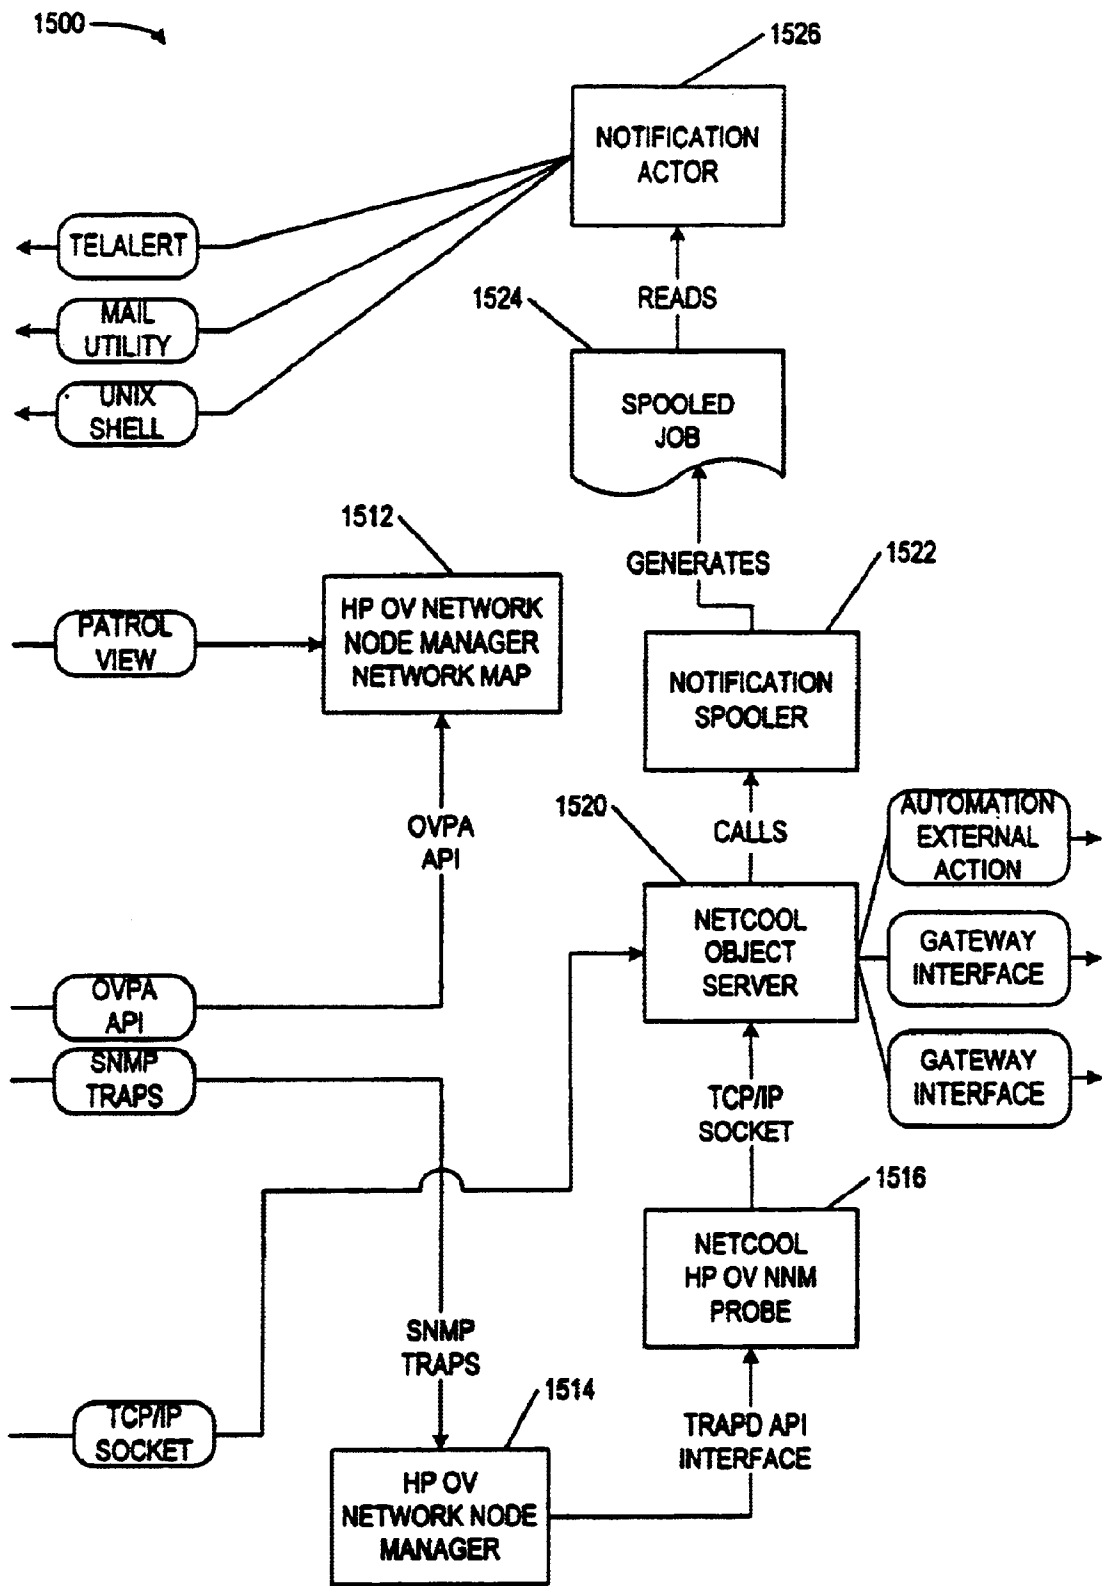 1500
1526
NOTIFICATION
ACTOR
TELALERT
MAIL
UTILITY
UNIX
SHELL
READS
1524
SPOOLED
JOB
1512
GENERATES
1522
HP OV NETWORK
NODE MANAGER
NETWORK MAP
PATROL
VIEW
NOTIFICATION
SPOOLER
OVPA
API
1520
CALLS
AUTOMATION
EXTERNAL
ACTION
NETCOOL
OBJECT
SERVER
GATEWAY
INTERFACE
GATEWAY
INTERFACE
OVPA
API
SNMP
TRAPS
TCP/IP
SOCKET
1516
NETCOOL
HP OV NNM
PROBE
SNMP
TRAPS
1514
TCP/IP
SOCKET
TRAPD API
INTERFACE
HP OV
NETWORK NODE
MANAGER